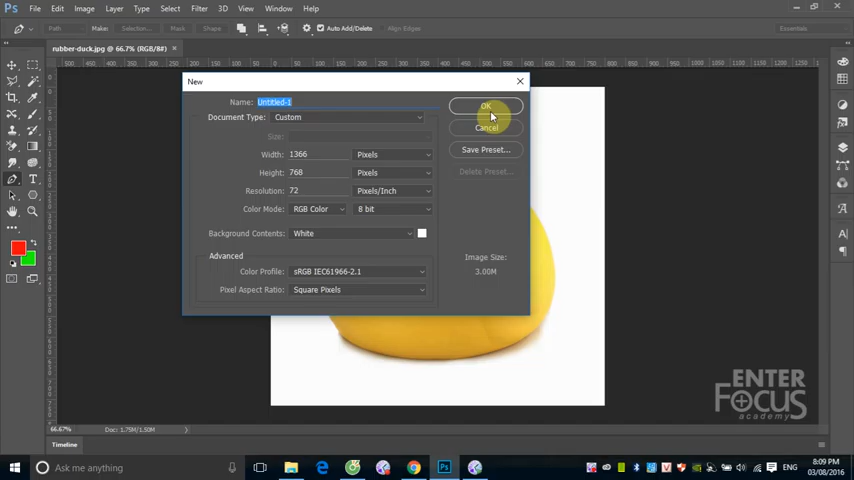 Ps File Edit Image Layer Type Select Filter 3D View Window Help
Path Make: Selection... Mask Shape Auto Add/Delete Align Edges Essentials
rubber-duck.jpg @ 66.7% (RGB/8#) ×
New
Name: Untitled-1
OK
Document Type: Custom
Cancel
Size:
Width: 1366 Pixels
Save Preset...
Height: 768 Pixels
Delete Preset...
Resolution: 72 Pixels/Inch
Color Mode: RGB Color 8 bit
Background Contents: White
Advanced
Image Size:
3.00M
Color Profile: sRGB IEC61966-2.1
Pixel Aspect Ratio: Square Pixels
ENTER
FOCUS
academy
66.67% Doc: 1.75M/1.50M
Timeline
Ask me anything
Ps
ENG
8:09 PM
03/08/2016